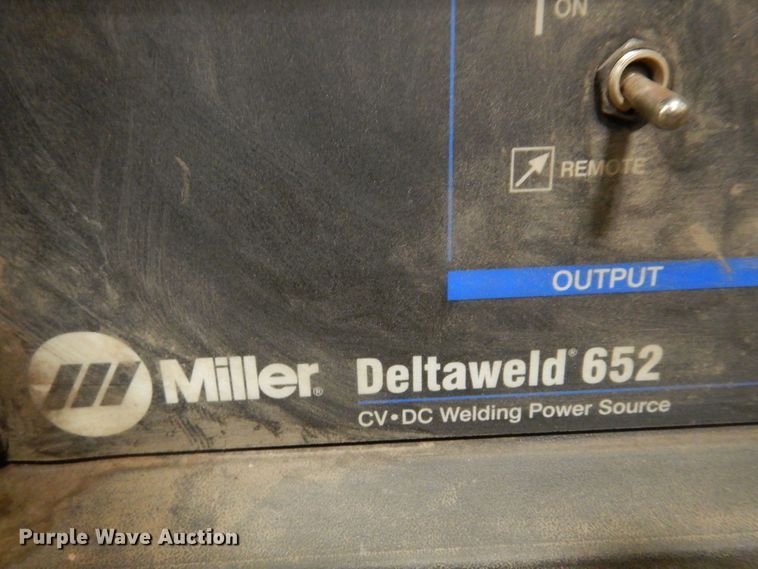 ON
REMOTE
OUTPUT
Miller® Deltaweld® 652
CV•DC Welding Power Source
Purple Wave Auction